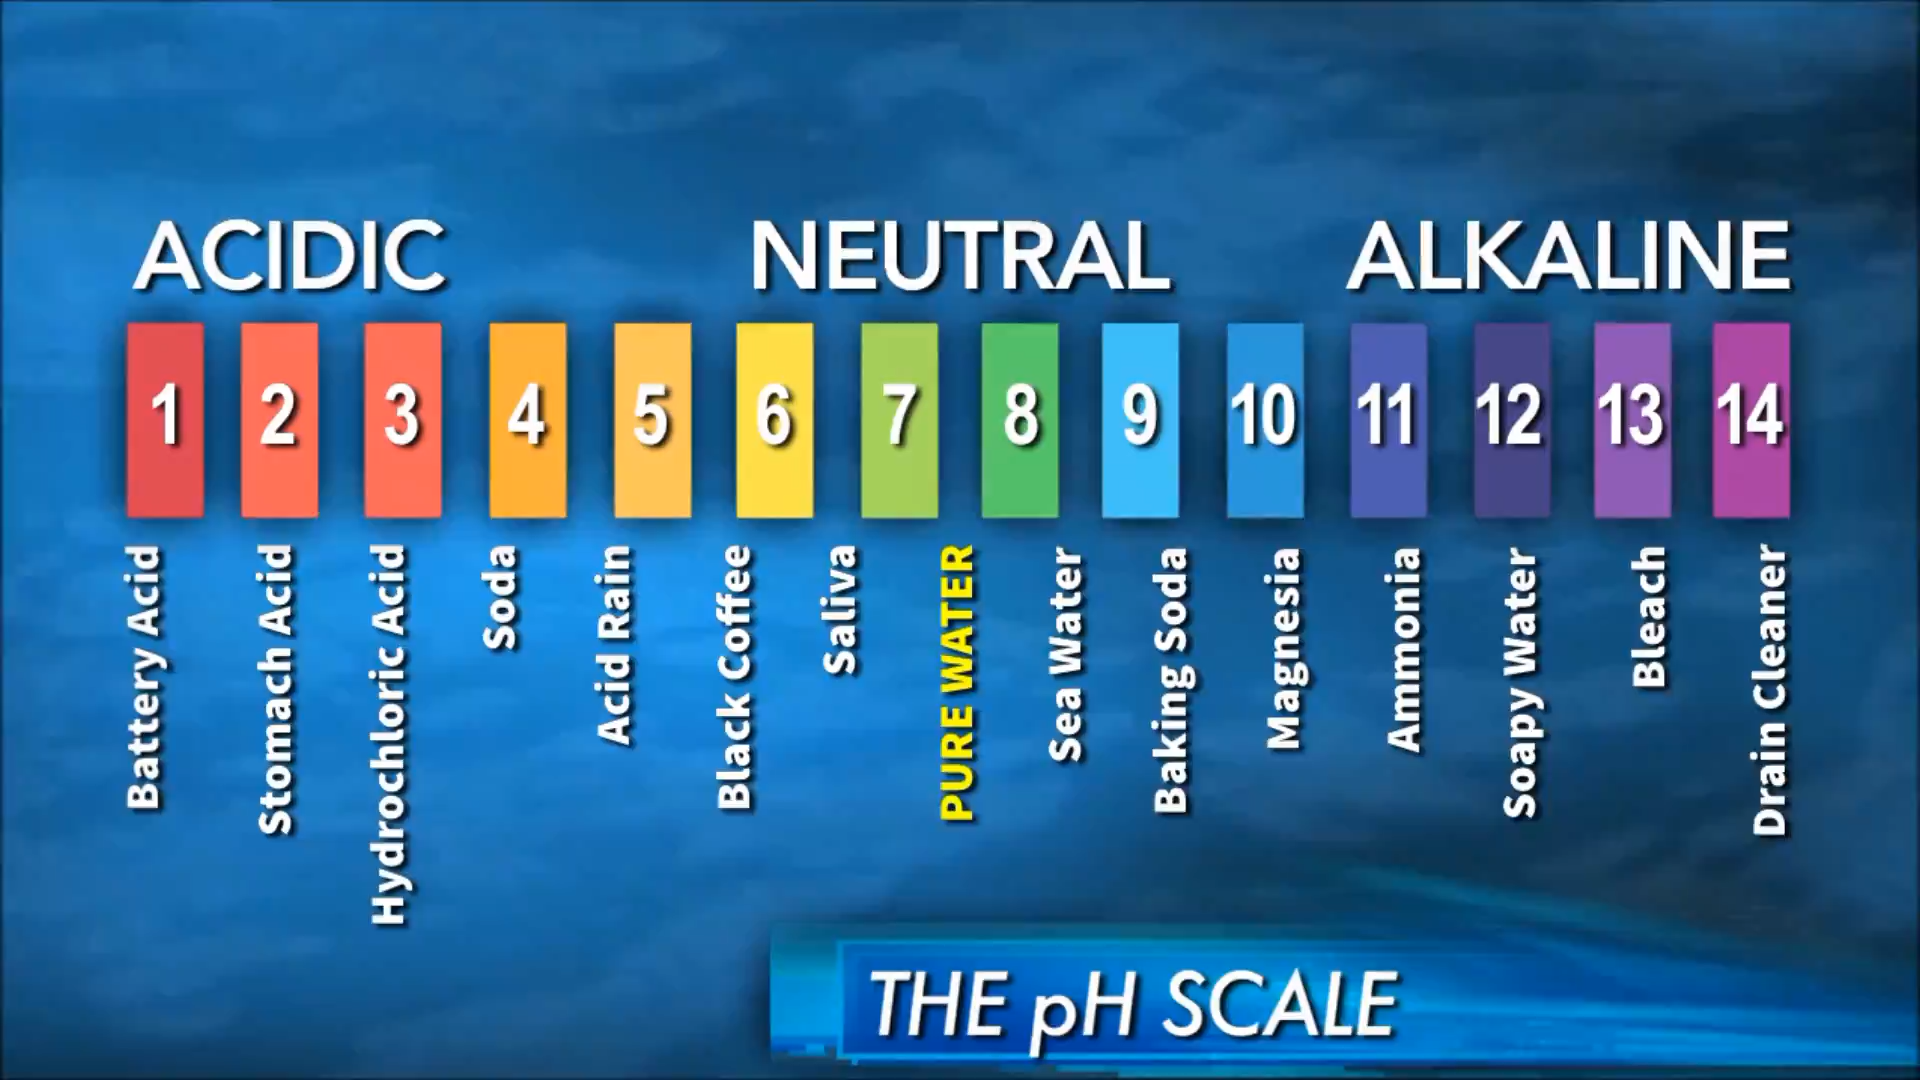 ACIDIC NEUTRAL ALKALINE
1 2 3 4 5 6 7 8 9 10 11 12 13 14
Battery Acid
Stomach Acid
Hydrochloric Acid
Soda
Acid Rain
Black Coffee
Saliva
PURE WATER
Sea Water
Baking Soda
Magnesia
Ammonia
Soapy Water
Bleach
Drain Cleaner
THE pH SCALE